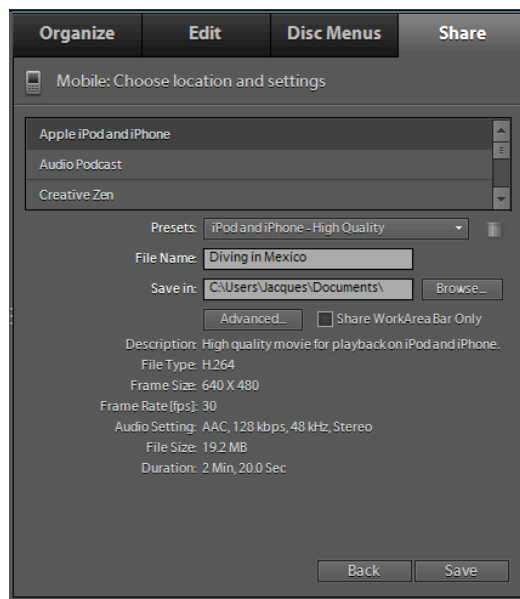 Organize Edit Disc Menus Share
Mobile: Choose location and settings
Apple iPod and iPhone
Audio Podcast
Creative Zen
Presets: iPod and iPhone - High Quality
File Name: Diving in Mexico
Save in: C:\Users\Jacques\Documents\ Browse...
Advanced... Share WorkArea Bar Only
Description: High quality movie for playback on iPod and iPhone.
File Type: H.264
Frame Size: 640 X 480
Frame Rate [fps]: 30
Audio Setting: AAC, 128 kbps, 48 kHz, Stereo
File Size: 19.2 MB
Duration: 2 Min, 20.0 Sec
Back Save